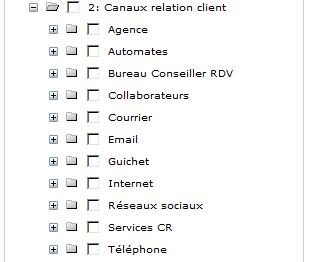 2: Canaux relation client
Agence
Automates
Bureau Conseiller RDV
Collaborateurs
Courrier
Email
Guichet
Internet
Réseaux sociaux
Services CR
Téléphone